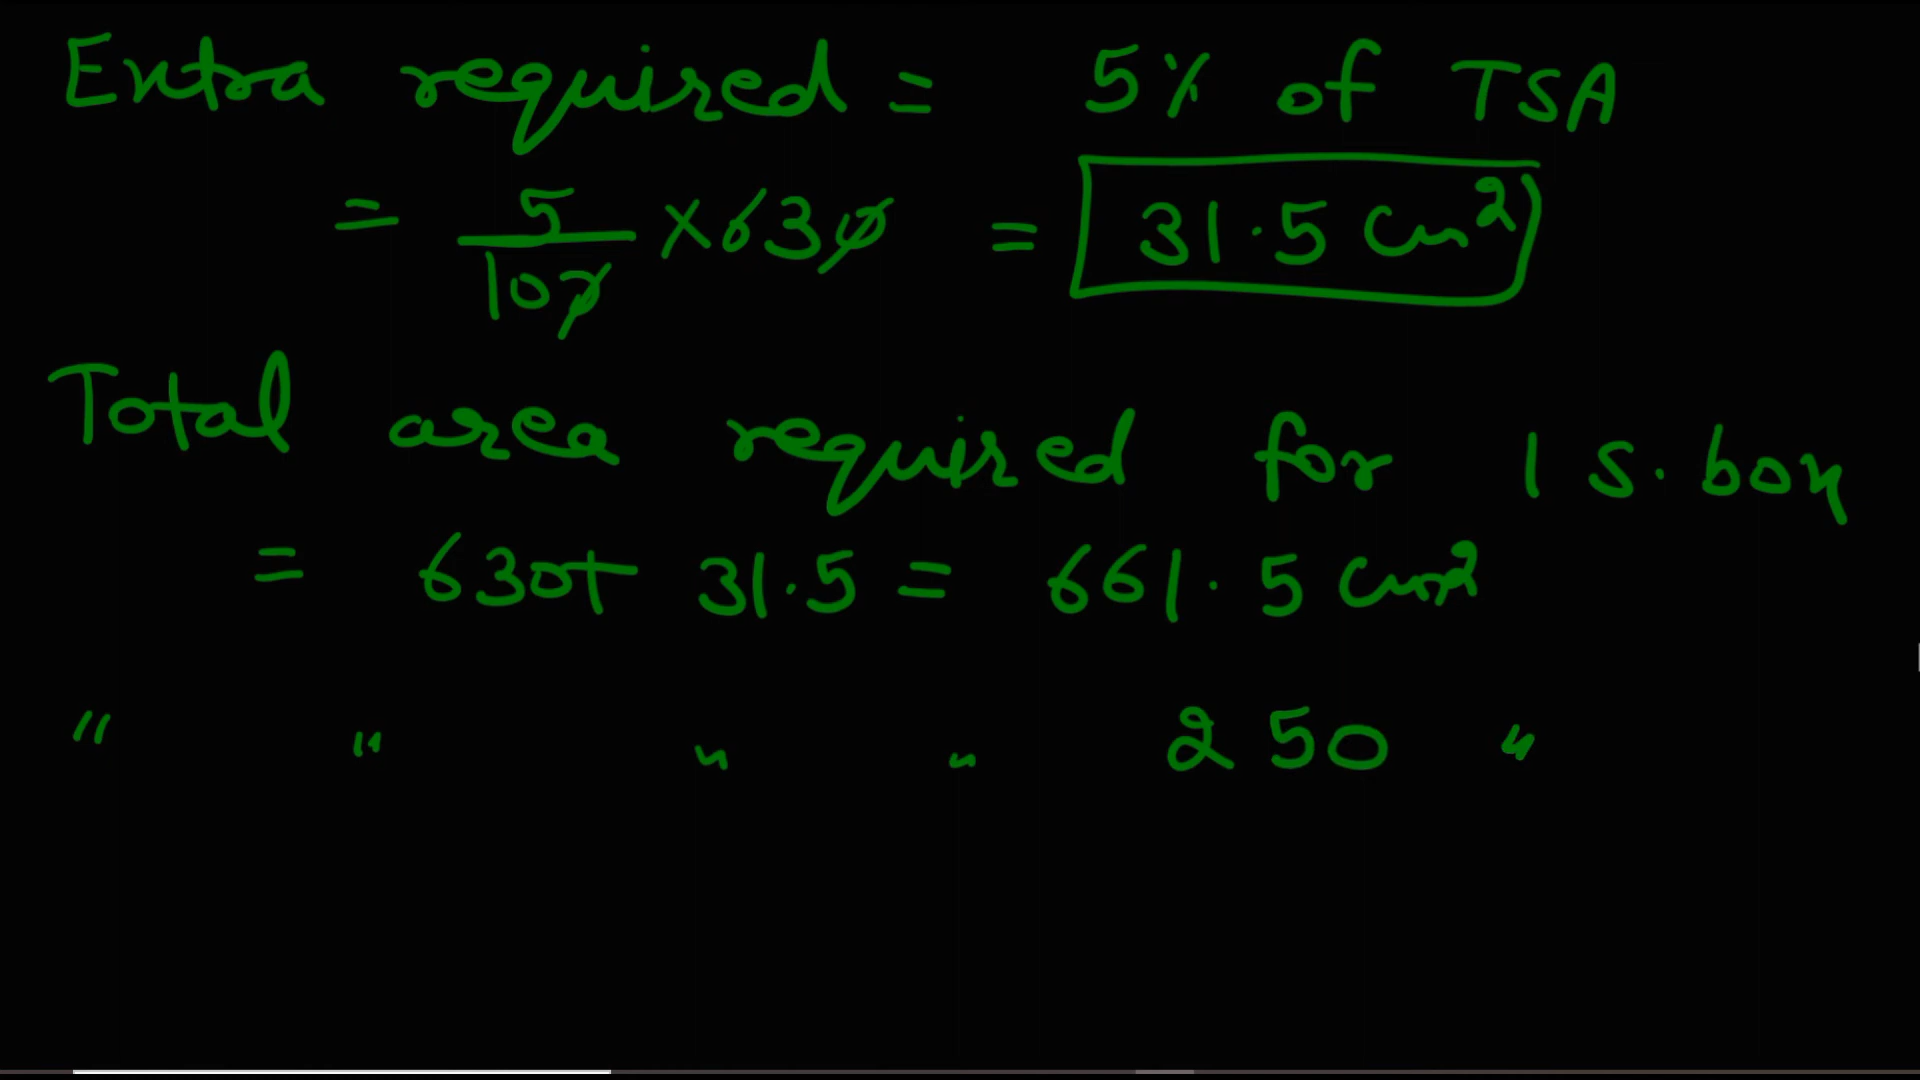 Extra required = 5% of TSA
= 5/100 × 630 = 31.5 cm²
Total area required for 1 s. box
= 630 + 31.5 = 661.5 cm²
" " " " 250 "